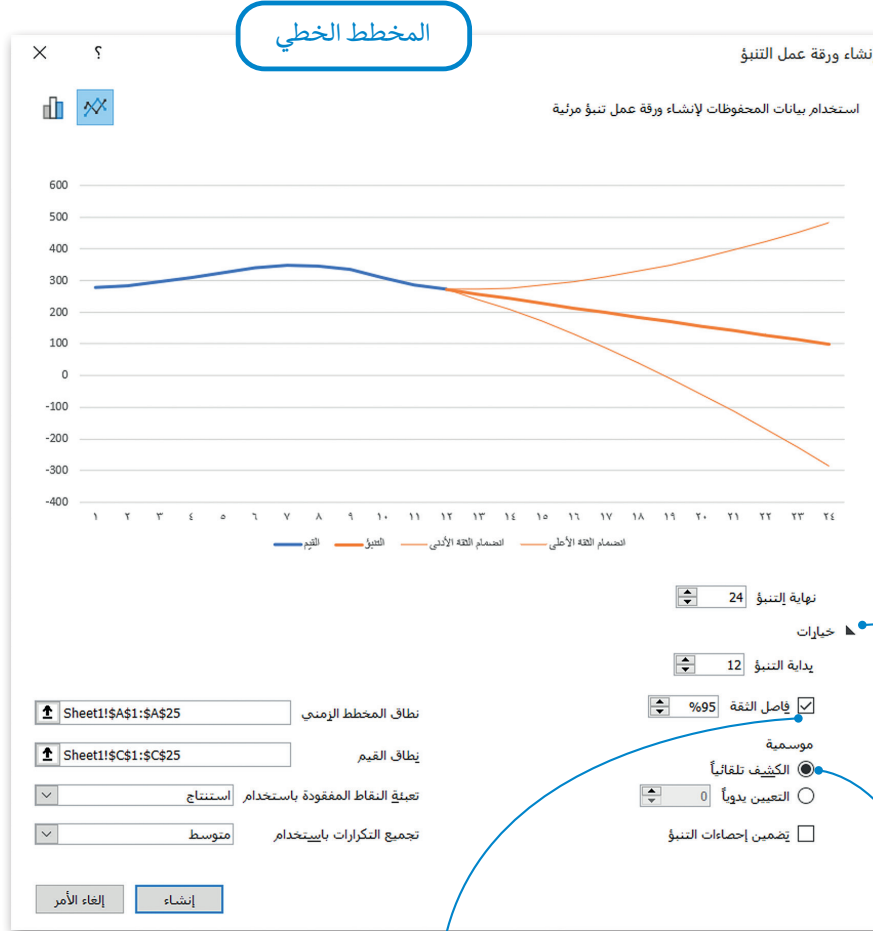 المخطط الخطي
نشاء ورقة عمل التنبؤ
؟
استخدام بيانات المحفوظات لإنشاء ورقة عمل تنبؤ مرئية
600
500
400
300
200
100
0
-100
-200
-300
-400
١ ٢ ٣ ٤ ٥ ٦ ٧ ٨ ٩ ١٠ ١١ ١٢ ١٣ ١٤ ١٥ ١٦ ١٧ ١٨ ١٩ ٢٠ ٢١ ٢٢ ٢٣ ٢٤
القيم التنبؤ انضمام الثقة الأدنى انضمام الثقة الأعلى
نهاية التنبؤ 24
خيارات
بداية التنبؤ 12
فاصل الثقة %95
موسمية
الكشف تلقائياً
التعيين يدوياً 0
تضمين إحصاءات التنبؤ
نطاق المخطط الزمني Sheet1!$A$1:$A$25
نطاق القيم Sheet1!$C$1:$C$25
تعبئة النقاط المفقودة باستخدام استنتاج
تجميع التكرارات باستخدام متوسط
إنشاء إلغاء الأمر